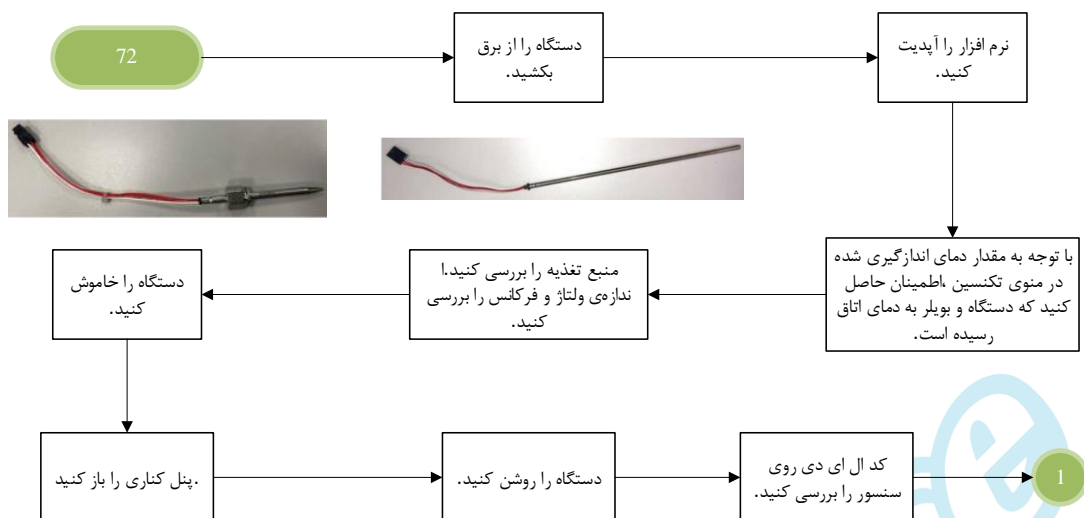 72
دستگاه را از برق
بکشید.
نرم افزار را آپدیت
کنید.
با توجه به مقدار دمای اندازگیری شده
در منوی تکنسین ،اطمینان حاصل
کنید که دستگاه و بویلر به دمای اتاق
رسیده است.
منبع تغذیه را بررسی کنید.ا
ندازه‌ی ولتاژ و فرکانس را بررسی
کنید.
دستگاه را خاموش
کنید.
.پنل کناری را باز کنید
دستگاه را روشن کنید.
کد ال ای دی روی
سنسور را بررسی کنید.
1